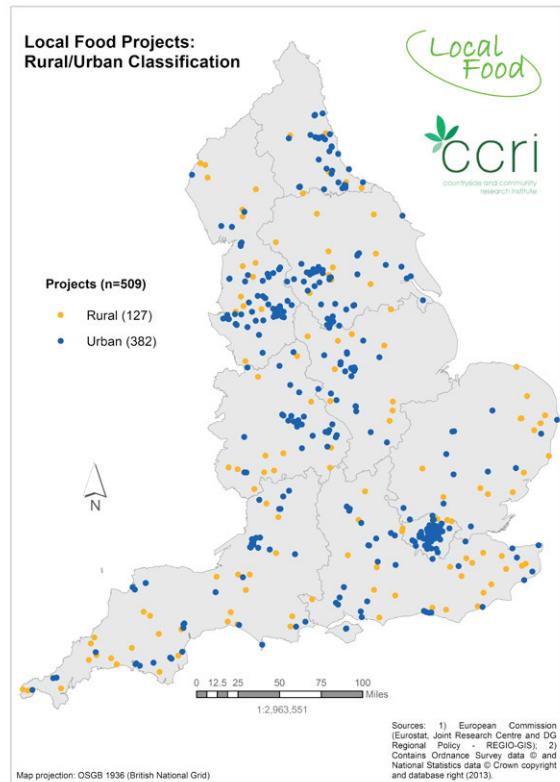 Local Food Projects:
Rural/Urban Classification
Local
Food
ccri
countryside and community
research institute
Projects (n=509)
Rural (127)
Urban (382)
N
0 12.5 25 50 75 100
Miles
1:2,963,551
Map projection: OSGB 1936 (British National Grid)
Sources: 1) European Commission
(Eurostat, Joint Research Centre and DG
Regional Policy - REGIO-GIS); 2)
Contains Ordnance Survey data © and
National Statistics data © Crown copyright
and database right (2013).